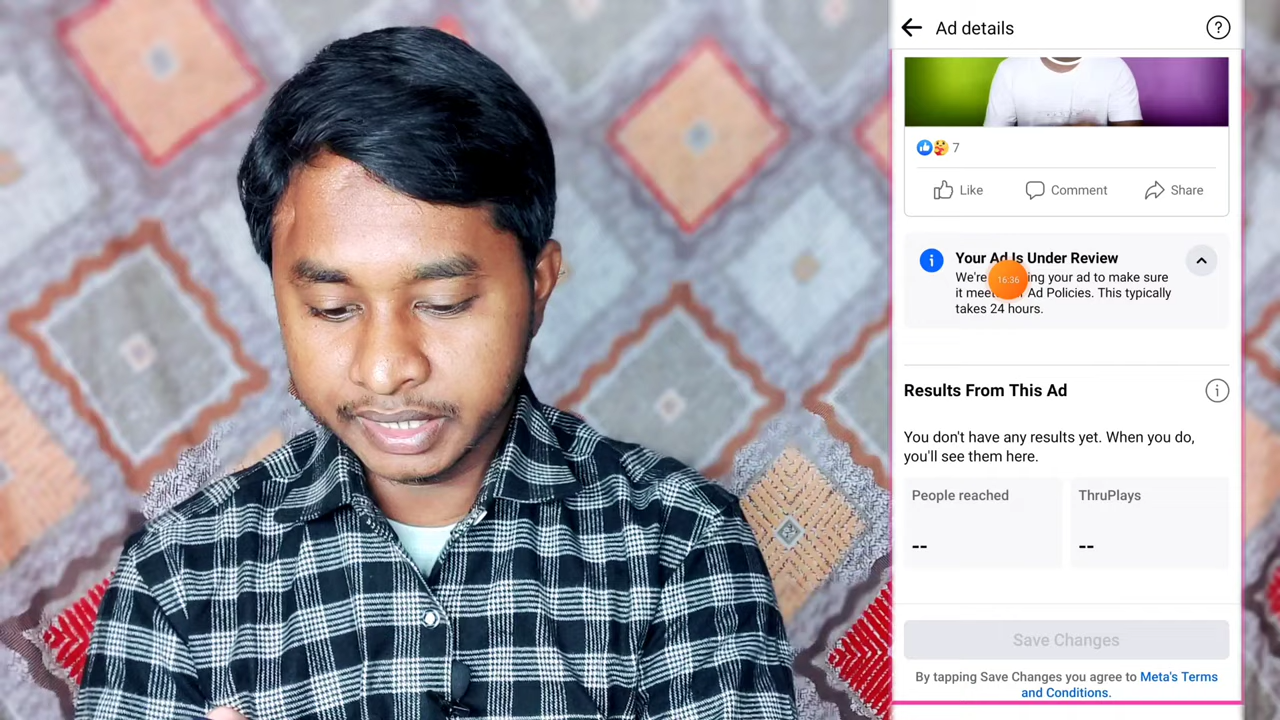 Ad details
7
Like
Comment
Share
Your Ad Is Under Review
We're ing your ad to make sure
16:36
it Ad Policies. This typically
takes 24 hours.
Results From This Ad
You don't have any results yet. When you do,
you'll see them here.
People reached
ThruPlays
--
--
Save Changes
By tapping Save Changes you agree to Meta's Terms
and Conditions.